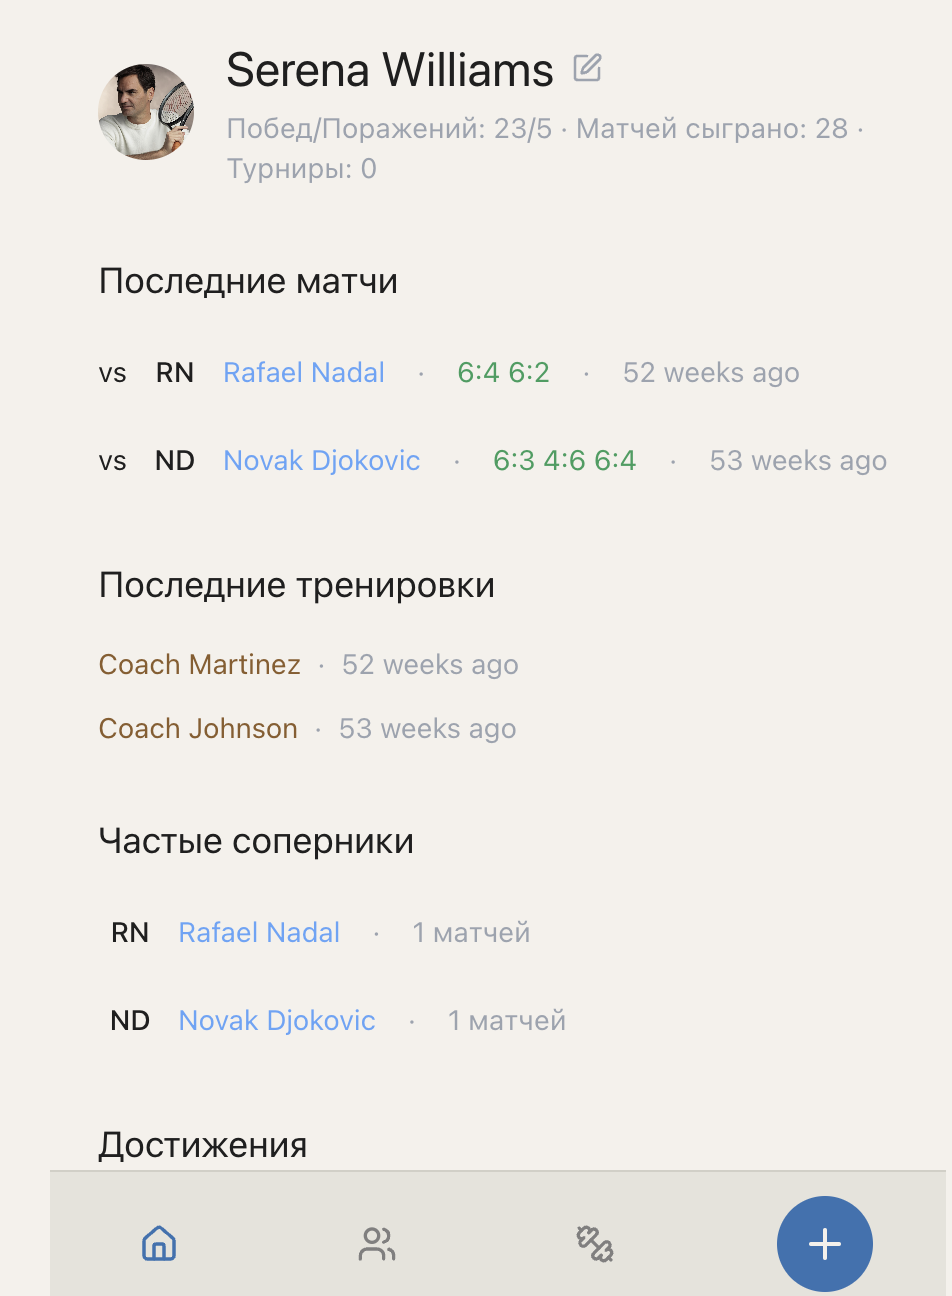 Serena Williams
Побед/Поражений: 23/5 · Матчей сыграно: 28 ·
Турниры: 0
Последние матчи
vs RN Rafael Nadal · 6:4 6:2 · 52 weeks ago
vs ND Novak Djokovic · 6:3 4:6 6:4 · 53 weeks ago
Последние тренировки
Coach Martinez · 52 weeks ago
Coach Johnson · 53 weeks ago
Частые соперники
RN Rafael Nadal · 1 матчей
ND Novak Djokovic · 1 матчей
Достижения